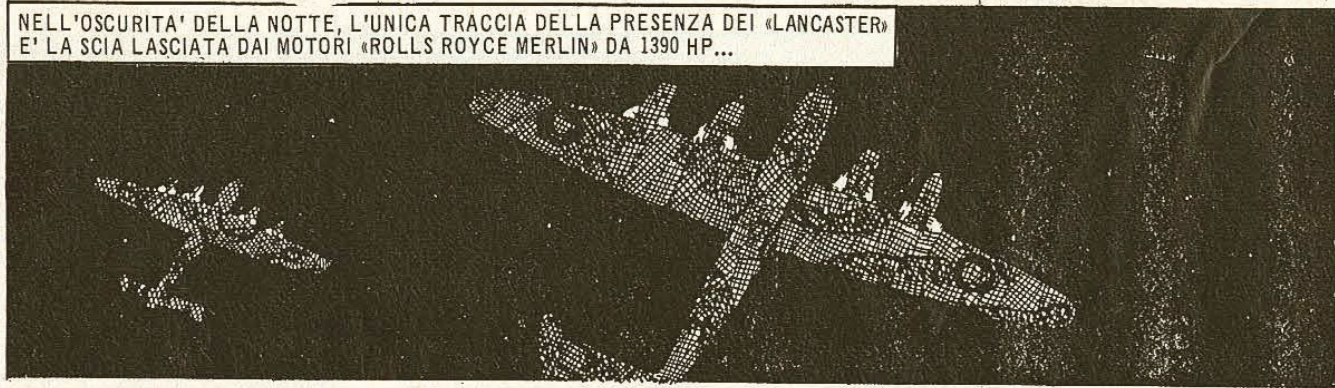 NELL'OSCURITA' DELLA NOTTE, L'UNICA TRACCIA DELLA PRESENZA DEI «LANCASTER»
E' LA SCIA LASCIATA DAI MOTORI «ROLLS ROYCE MERLIN» DA 1390 HP...